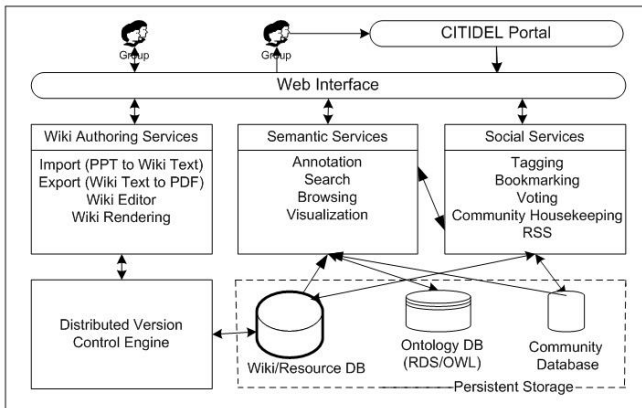 CITIDEL Portal
Group
Group
Web Interface
Wiki Authoring Services
Import (PPT to Wiki Text)
Export (Wiki Text to PDF)
Wiki Editor
Wiki Rendering
Semantic Services
Annotation
Search
Browsing
Visualization
Social Services
Tagging
Bookmarking
Voting
Community Housekeeping
RSS
Distributed Version
Control Engine
Wiki/Resource DB
Ontology DB
(RDS/OWL)
Community
Database
Persistent Storage